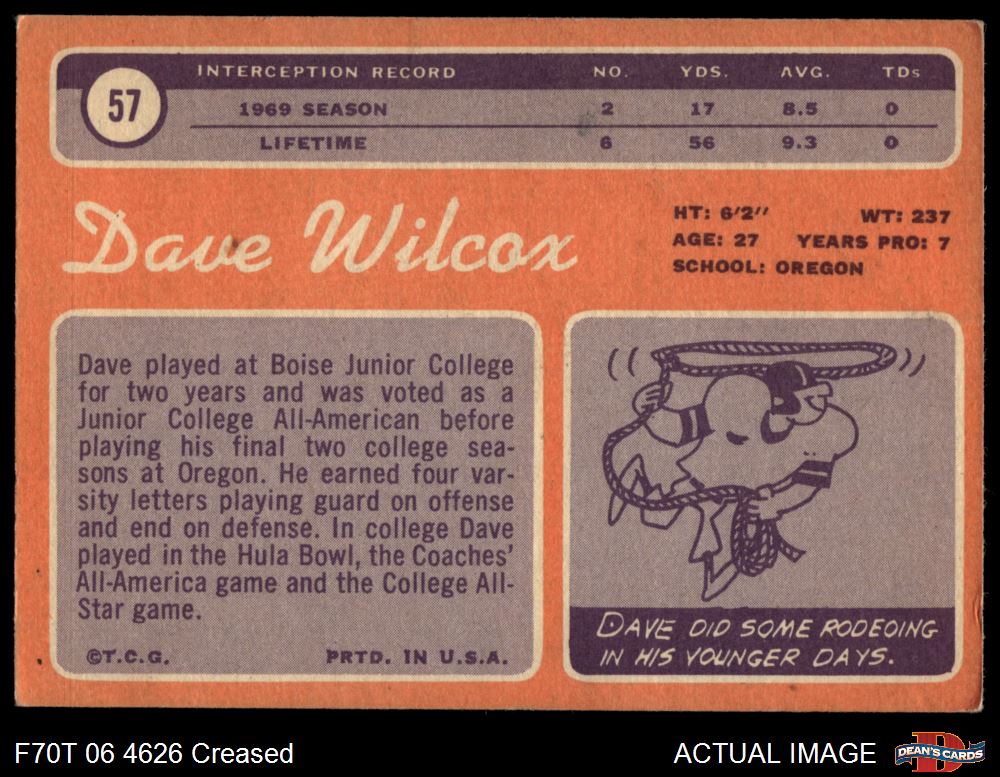 57
INTERCEPTION RECORD NO. YDS. AVG. TDs
1969 SEASON 2 17 8.5 0
LIFETIME 6 56 9.3 0
Dave Wilcox
HT: 6'2" WT: 237
AGE: 27 YEARS PRO: 7
SCHOOL: OREGON
Dave played at Boise Junior College
for two years and was voted as a
Junior College All-American before
playing his final two college sea-
sons at Oregon. He earned four var-
sity letters playing guard on offense
and end on defense. In college Dave
played in the Hula Bowl, the Coaches'
All-America game and the College All-
Star game.
©T.C.G. PRTD. IN U.S.A.
DAVE DID SOME RODEOING
IN HIS YOUNGER DAYS.
F70T 06 4626 Creased
ACTUAL IMAGE
DEAN'S CARDS